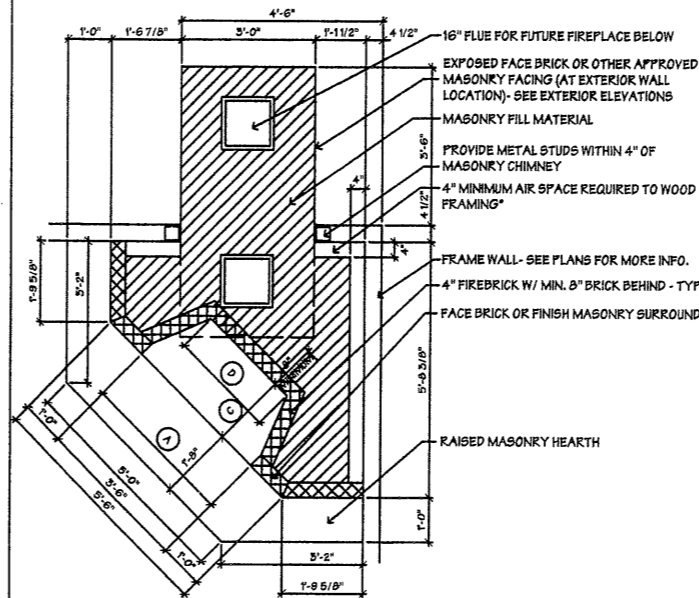 4'-6"
1'-0" 1'-6 7/8" 3'-0" 1'-1 1/2" 4 1/2"
16" FLUE FOR FUTURE FIREPLACE BELOW
EXPOSED FACE BRICK OR OTHER APPROVED
MASONRY FACING (AT EXTERIOR WALL
LOCATION)- SEE EXTERIOR ELEVATIONS
MASONRY FILL MATERIAL
3'-6"
PROVIDE METAL STUDS WITHIN 4" OF
MASONRY CHIMNEY
4"
4" MINIMUM AIR SPACE REQUIRED TO WOOD
FRAMING*
4 1/2"
4"
FRAME WALL- SEE PLANS FOR MORE INFO.
1'-9 5/8"
3'-2"
4" FIREBRICK W/ MIN. 8" BRICK BEHIND - TYP
FACE BRICK OR FINISH MASONRY SURROUND
8"
D
C
A
5'-8 3/8"
1'-0"
1'-8"
RAISED MASONRY HEARTH
5'-0"
3'-6"
5'-6"
1'-0"
1'-0"
3'-2"
1'-9 5/8"